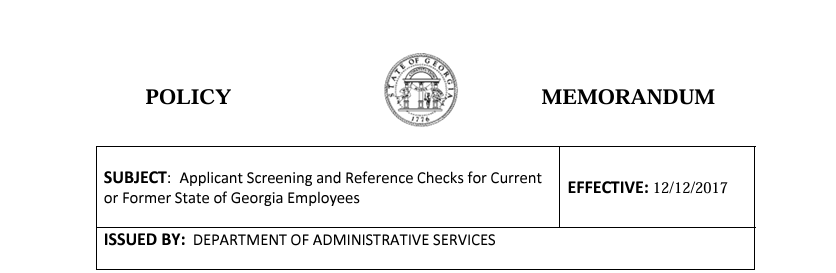 POLICY
STATE OF GEORGIA
1776
MEMORANDUM
SUBJECT: Applicant Screening and Reference Checks for Current
or Former State of Georgia Employees
EFFECTIVE: 12/12/2017
ISSUED BY: DEPARTMENT OF ADMINISTRATIVE SERVICES